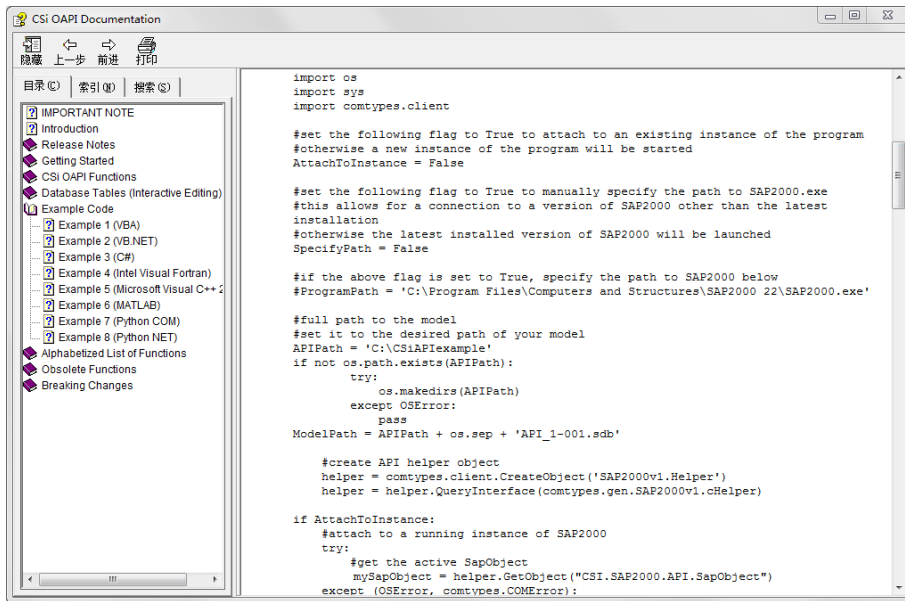 CSi OAPI Documentation
隐藏 上一步 前进 打印
目录(C) 索引(N) 搜索(S)
IMPORTANT NOTE
Introduction
Release Notes
Getting Started
CSi OAPI Functions
Database Tables (Interactive Editing)
Example Code
Example 1 (VBA)
Example 2 (VB.NET)
Example 3 (C#)
Example 4 (Intel Visual Fortran)
Example 5 (Microsoft Visual C++ 2
Example 6 (MATLAB)
Example 7 (Python COM)
Example 8 (Python NET)
Alphabetized List of Functions
Obsolete Functions
Breaking Changes
import os
import sys
import comtypes.client
#set the following flag to True to attach to an existing instance of the program
#otherwise a new instance of the program will be started
AttachToInstance = False
#set the following flag to True to manually specify the path to SAP2000.exe
#this allows for a connection to a version of SAP2000 other than the latest
installation
#otherwise the latest installed version of SAP2000 will be launched
SpecifyPath = False
#if the above flag is set to True, specify the path to SAP2000 below
#ProgramPath = 'C:\Program Files\Computers and Structures\SAP2000 22\SAP2000.exe'
#full path to the model
#set it to the desired path of your model
APIPath = 'C:\CSiAPIexample'
if not os.path.exists(APIPath):
try:
os.makedirs(APIPath)
except OSError:
pass
ModelPath = APIPath + os.sep + 'API_1-001.sdb'
#create API helper object
helper = comtypes.client.CreateObject('SAP2000v1.Helper')
helper = helper.QueryInterface(comtypes.gen.SAP2000v1.cHelper)
if AttachToInstance:
#attach to a running instance of SAP2000
try:
#get the active SapObject
mySapObject = helper.GetObject("CSI.SAP2000.API.SapObject")
except (OSError, comtypes.COMError):